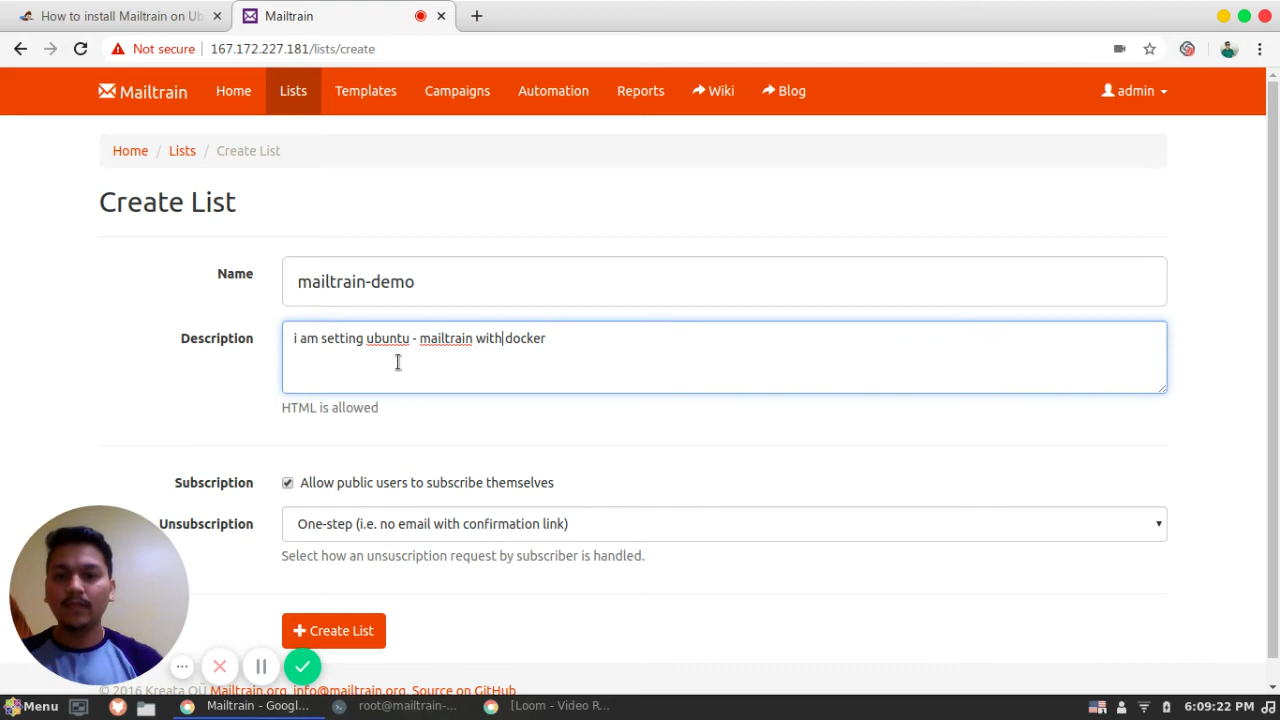 How to install Mailtrain on Ub
Mailtrain
Not secure 167.172.227.181/lists/create
Mailtrain Home Lists Templates Campaigns Automation Reports Wiki Blog admin
Home / Lists / Create List
Create List
Name mailtrain-demo
Description i am setting ubuntu - mailtrain with docker
HTML is allowed
Subscription Allow public users to subscribe themselves
Unsubscription One-step (i.e. no email with confirmation link)
Select how an unsuscription request by subscriber is handled.
Create List
© 2016 Kreata OÜ Mailtrain.org, info@mailtrain.org. Source on GitHub
Menu Mailtrain - Googl... root@mailtrain-... [Loom - Video R... 6:09:22 PM